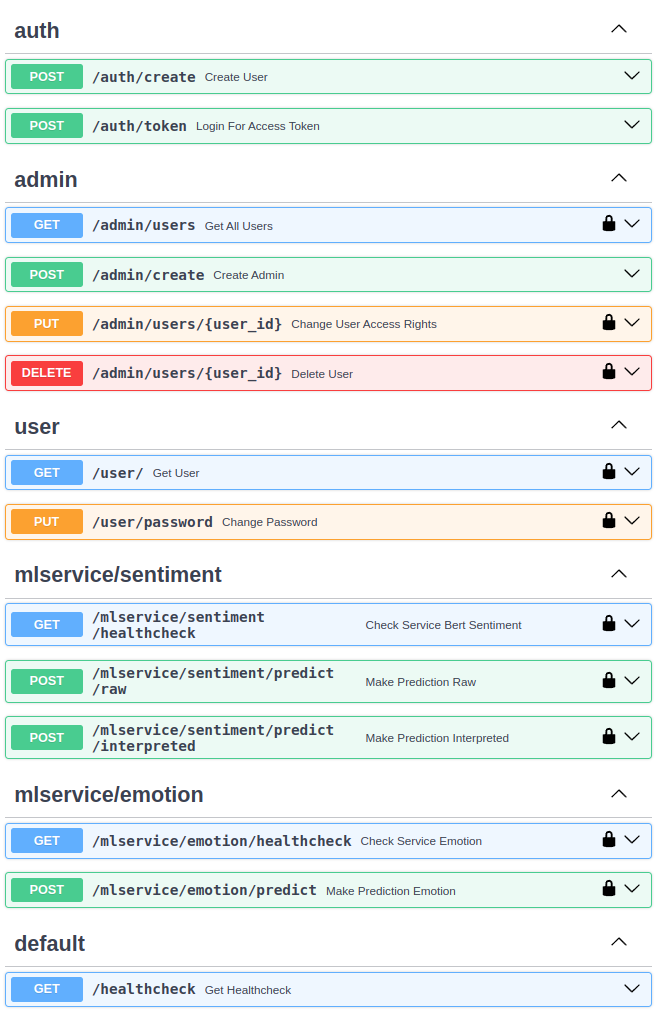 auth
POST /auth/create Create User
POST /auth/token Login For Access Token
admin
GET /admin/users Get All Users
POST /admin/create Create Admin
PUT /admin/users/{user_id} Change User Access Rights
DELETE /admin/users/{user_id} Delete User
user
GET /user/ Get User
PUT /user/password Change Password
mlservice/sentiment
GET /mlservice/sentiment
/healthcheck Check Service Bert Sentiment
POST /mlservice/sentiment/predict
/raw Make Prediction Raw
POST /mlservice/sentiment/predict
/interpreted Make Prediction Interpreted
mlservice/emotion
GET /mlservice/emotion/healthcheck Check Service Emotion
POST /mlservice/emotion/predict Make Prediction Emotion
default
GET /healthcheck Get Healthcheck